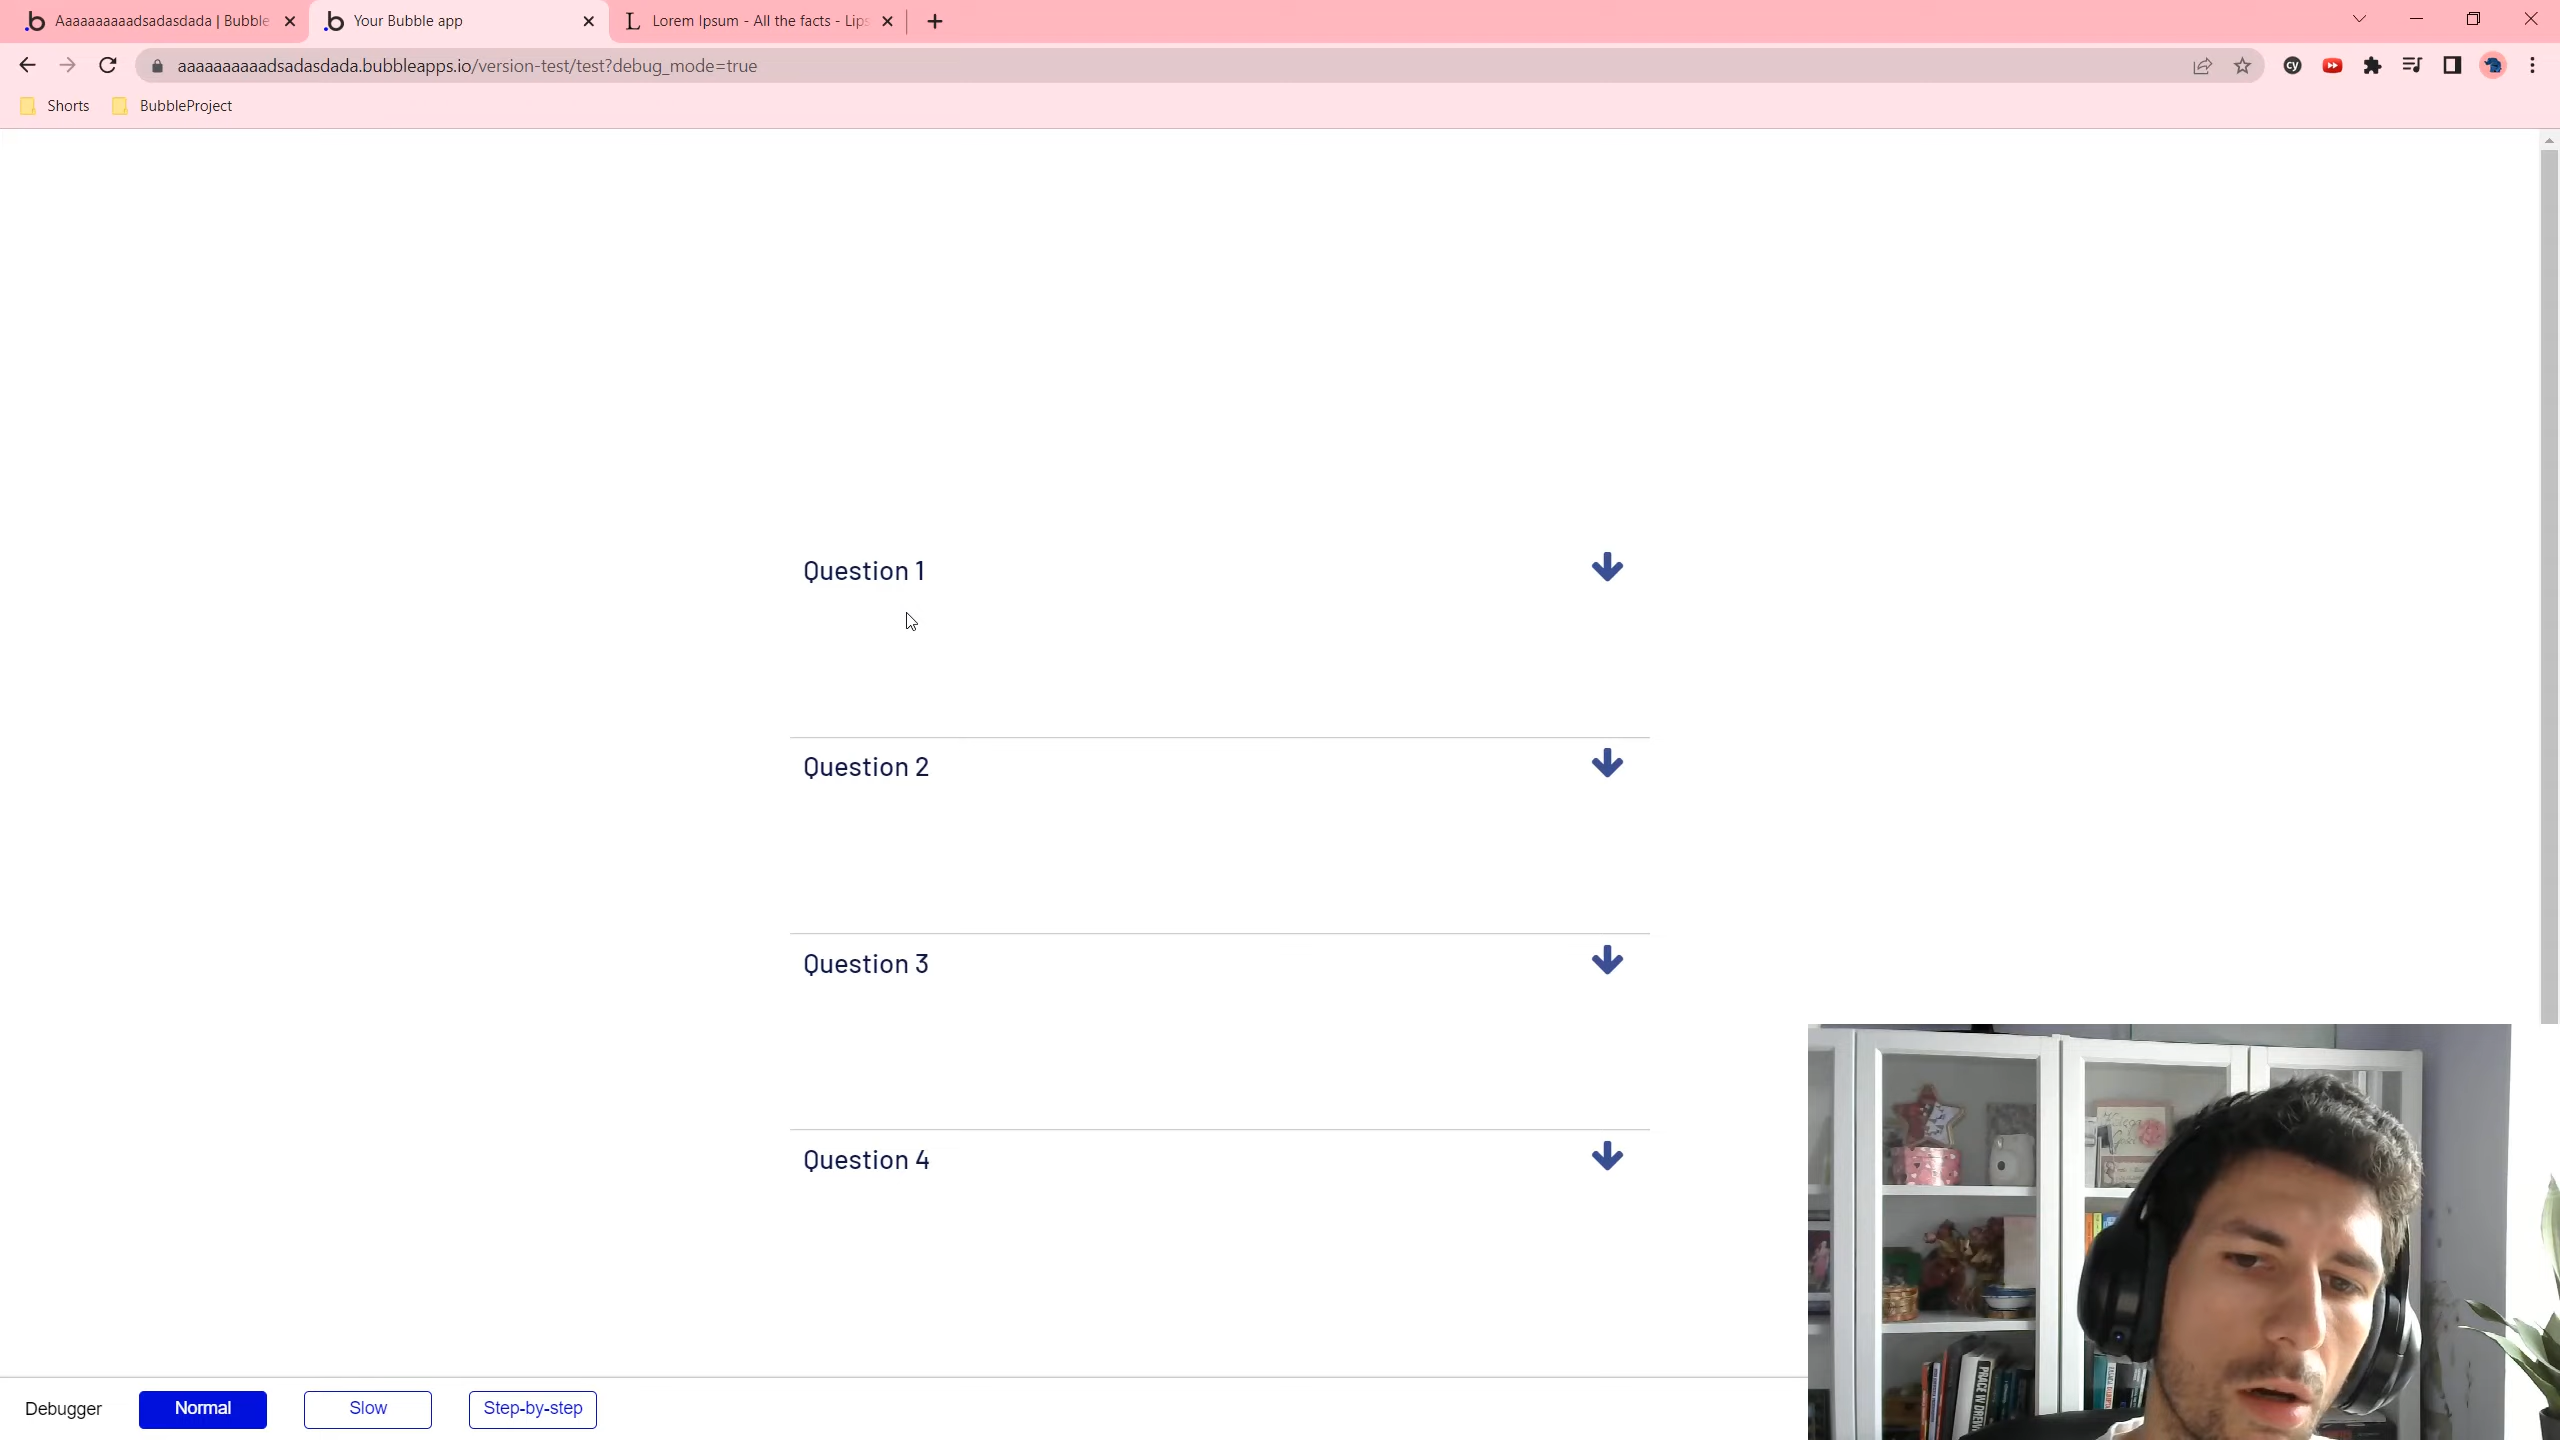 Aaaaaaaaaadsadasdada | Bubble
Your Bubble app
Lorem Ipsum - All the facts - Lips
aaaaaaaaaadsadasdada.bubbleapps.io/version-test/test?debug_mode=true
Shorts
BubbleProject
Question 1
Question 2
Question 3
Question 4
Debugger
Normal
Slow
Step-by-step